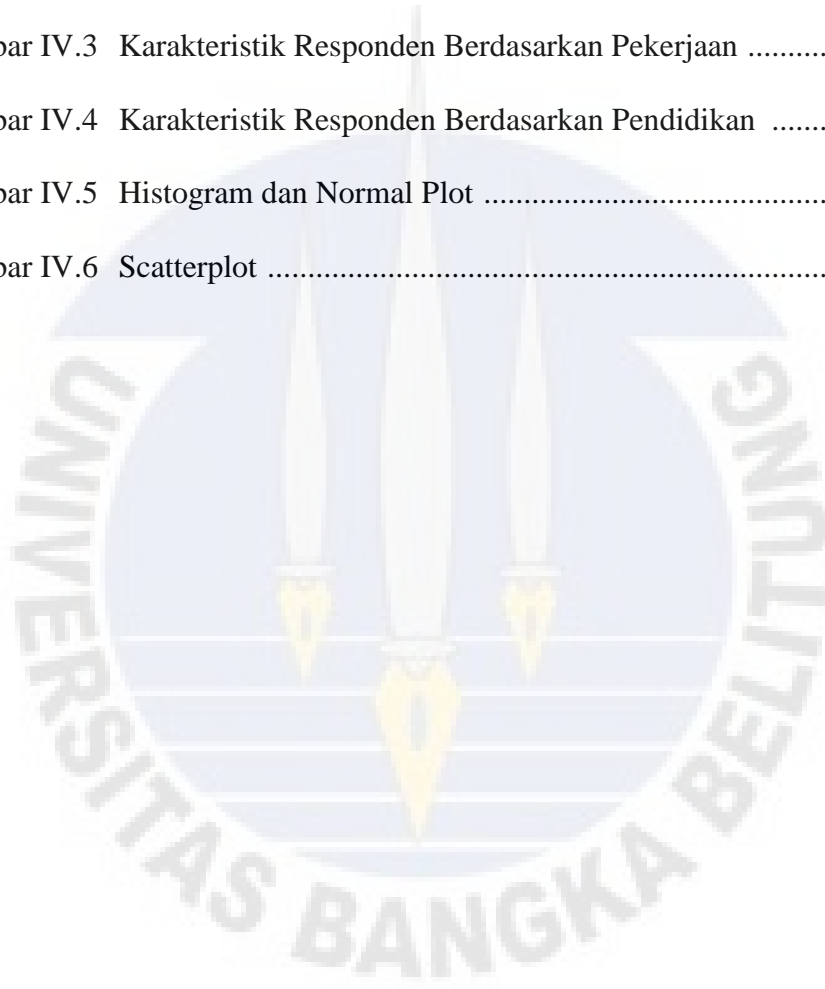 bar IV.3 Karakteristik Responden Berdasarkan Pekerjaan ..........
bar IV.4 Karakteristik Responden Berdasarkan Pendidikan .......
bar IV.5 Histogram dan Normal Plot ..........................................
bar IV.6 Scatterplot ......................................................................
UNIVERSITAS BANGKA BELITUNG